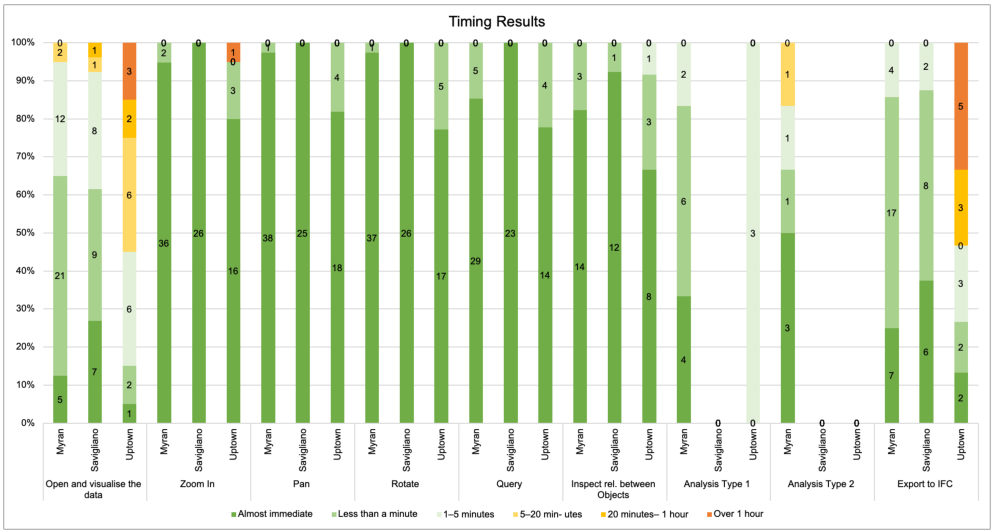 Timing Results
100%
90%
80%
70%
60%
50%
40%
30%
20%
10%
0%
0 2 12 21 5
1 1 8 9 7
3 2 6 6 2 1
0 2 36
0 26
1 0 3 16
0 1 38
0 25
0 4 18
0 1 37
0 26
0 5 17
0 5 29
0 23
0 4 14
0 3 14
0 1 12
0 1 3 8
0 2 6 4
0
0 3 0
0 1 1 1 3
0
0
0 4 17 7
0 2 8 6
5 3 0 3 2 2
Myran Savigliano Uptown Myran Savigliano Uptown Myran Savigliano Uptown Myran Savigliano Uptown Myran Savigliano Uptown Myran Savigliano Uptown Myran Savigliano Uptown Myran Savigliano Uptown Myran Savigliano Uptown
Open and visualise the data Zoom In Pan Rotate Query Inspect rel. between Objects Analysis Type 1 Analysis Type 2 Export to IFC
Almost immediate Less than a minute 1–5 minutes 5–20 min- utes 20 minutes– 1 hour Over 1 hour